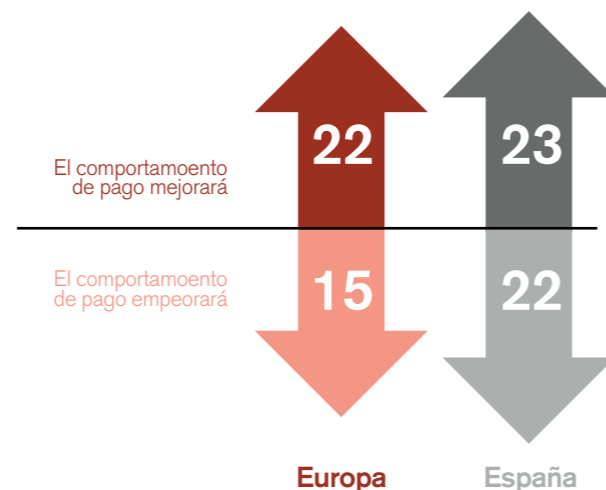 22
23
El comportamoento
de pago mejorará
El comportamoento
de pago empeorará
15
22
Europa
España